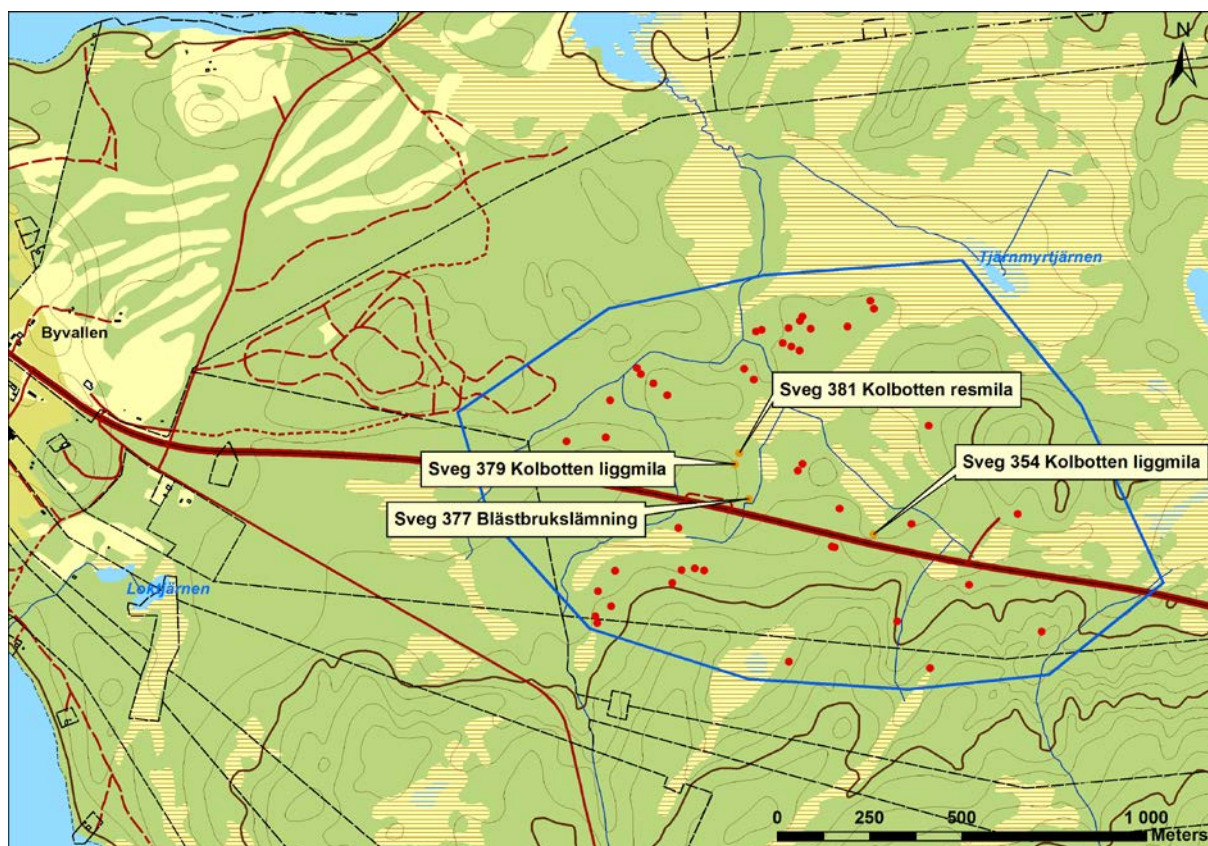 N
Tjärnmyrtjärnen
Byvallen
Sveg 381 Kolbotten resmila
Sveg 379 Kolbotten liggmila
Sveg 354 Kolbotten liggmila
Sveg 377 Blästbrukslämning
Loktjärnen
0 250 500 1 000
Meters